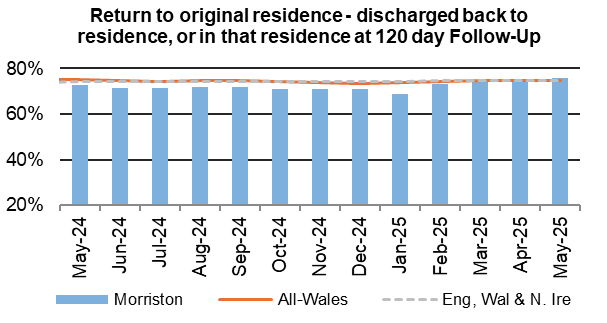 Return to original residence - discharged back to
residence, or in that residence at 120 day Follow-Up
80%
60%
40%
20%
May-24
Jun-24
Jul-24
Aug-24
Sep-24
Oct-24
Nov-24
Dec-24
Jan-25
Feb-25
Mar-25
Apr-25
May-25
Morriston All-Wales Eng, Wal & N. Ire